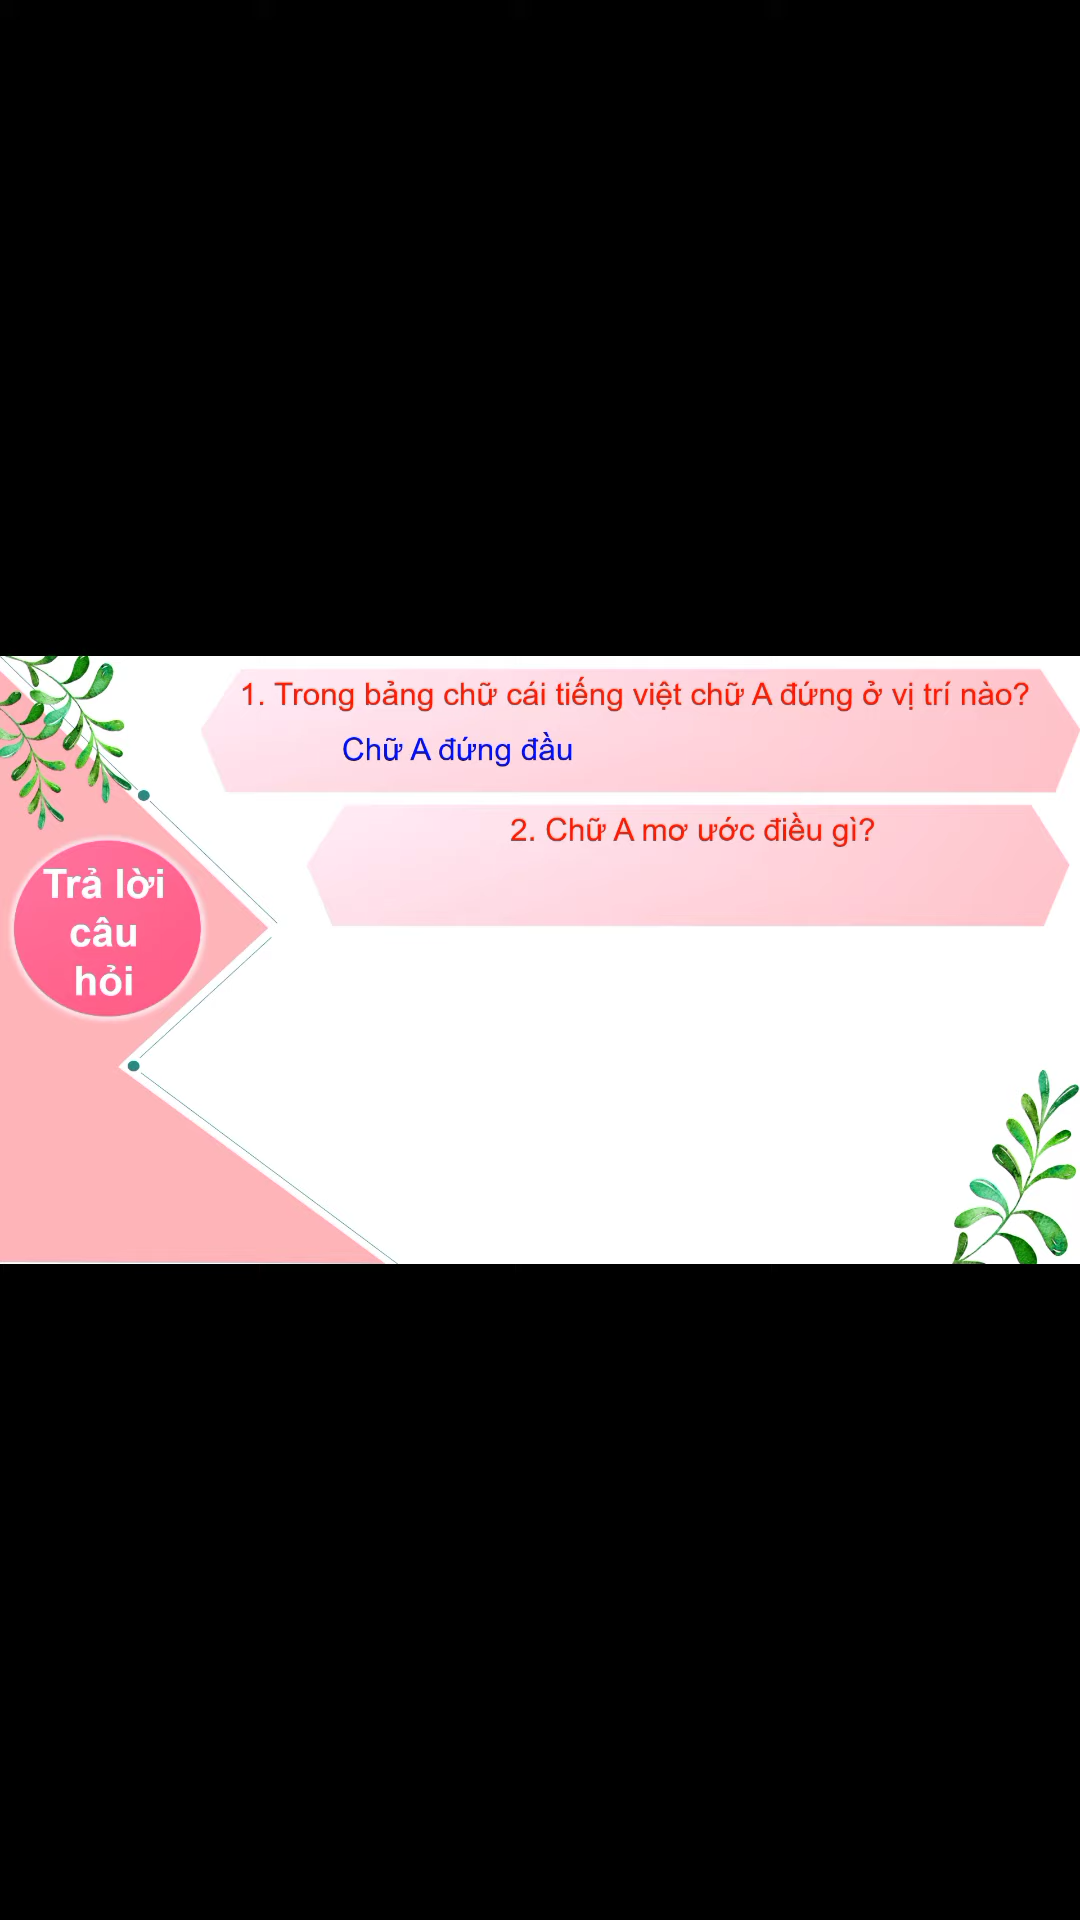 1. Trong bảng chữ cái tiếng việt chữ A đứng ở vị trí nào?
Chữ A đứng đầu
2. Chữ A mơ ước điều gì?
Trả lời
câu
hỏi